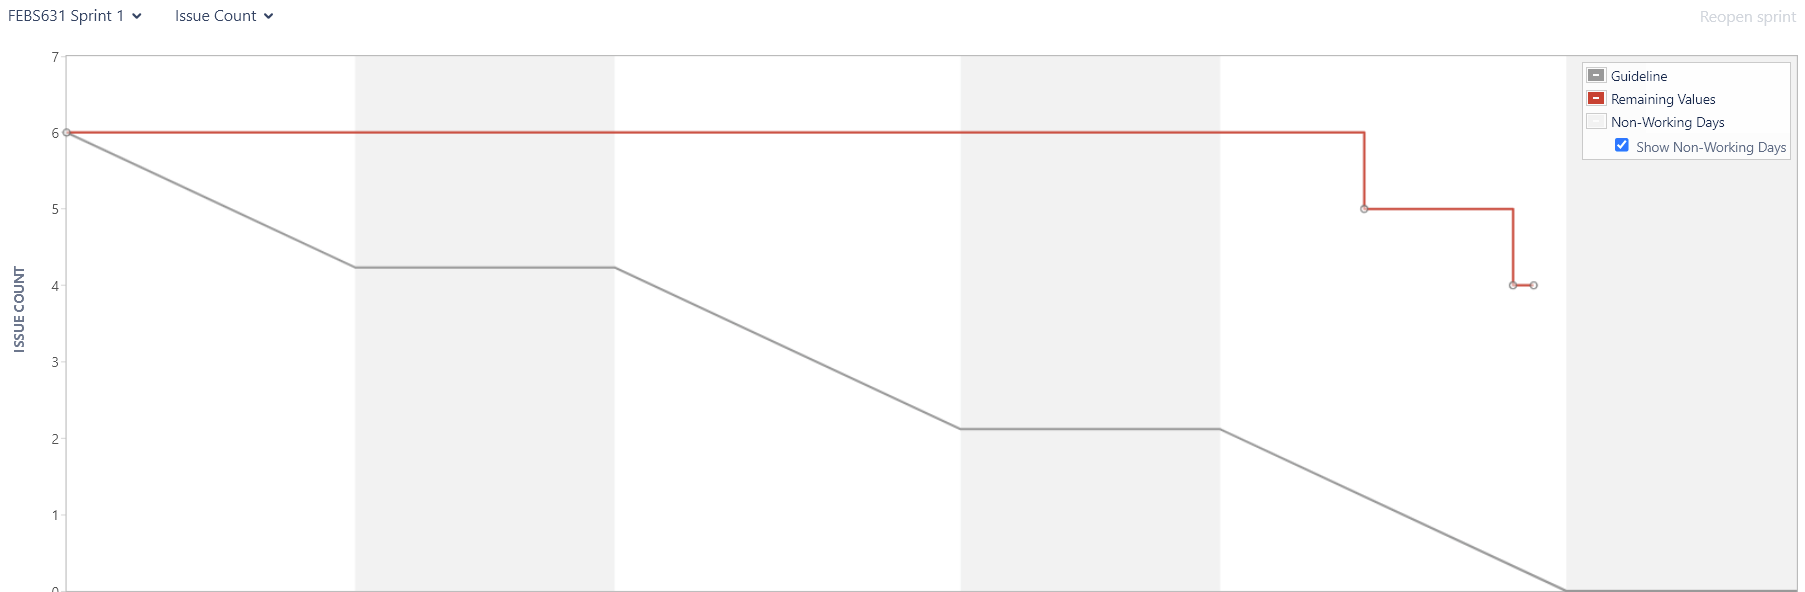 FEBS631 Sprint 1 Issue Count Reopen sprint
7
6
5
4
3
2
1
0
ISSUE COUNT
Guideline
Remaining Values
Non-Working Days
Show Non-Working Days